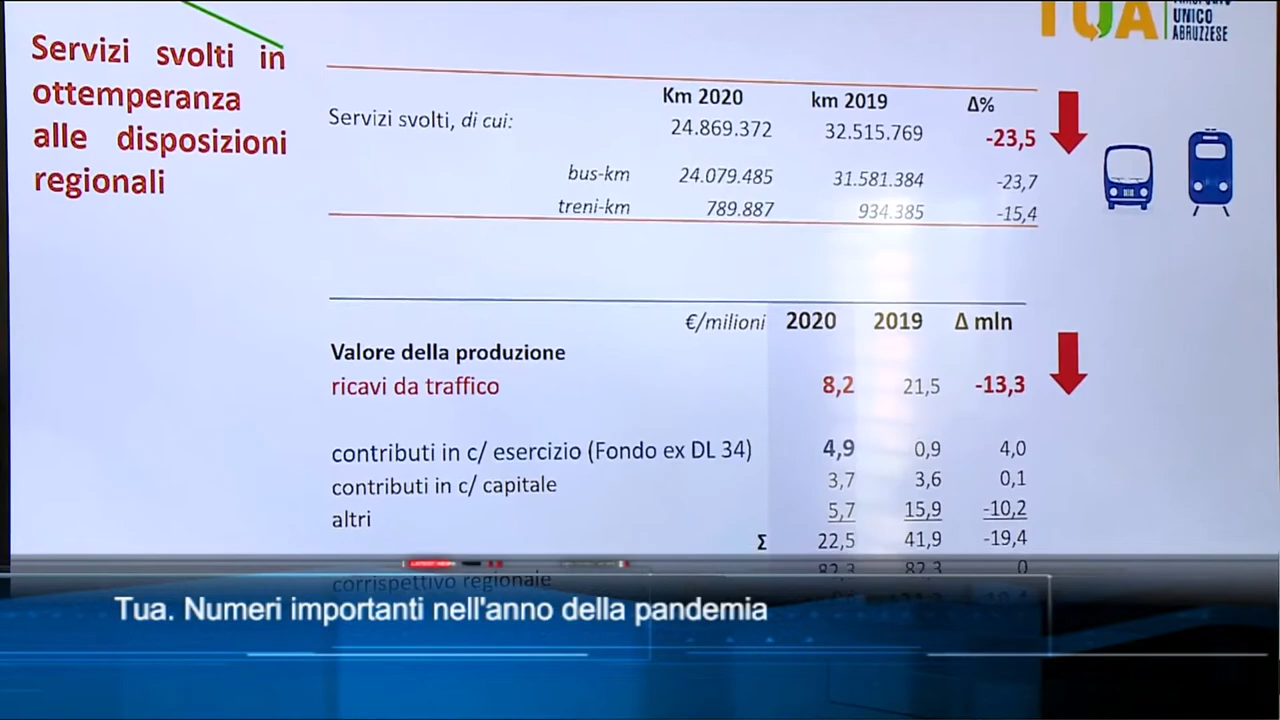 TUA
UNICO
ABRUZZESE
Servizi svolti in
ottemperanza
alle disposizioni
regionali
Km 2020 km 2019 Δ%
Servizi svolti, di cui: 24.869.372 32.515.769 -23,5
bus-km 24.079.485 31.581.384 -23,7
treni-km 789.887 934.385 -15,4
€/milioni 2020 2019 Δ mln
Valore della produzione
ricavi da traffico 8,2 21,5 -13,3
contributi in c/ esercizio (Fondo ex DL 34) 4,9 0,9 4,0
contributi in c/ capitale 3,7 3,6 0,1
altri 5,7 15,9 -10,2
Σ 22,5 41,9 -19,4
corrispettivo regionale 82,3 82,3 0
LATEST NEWS
Tua. Numeri importanti nell'anno della pandemia